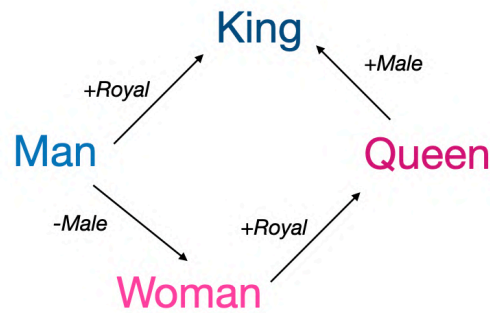 King
+Royal
+Male
Man
Queen
-Male
+Royal
Woman